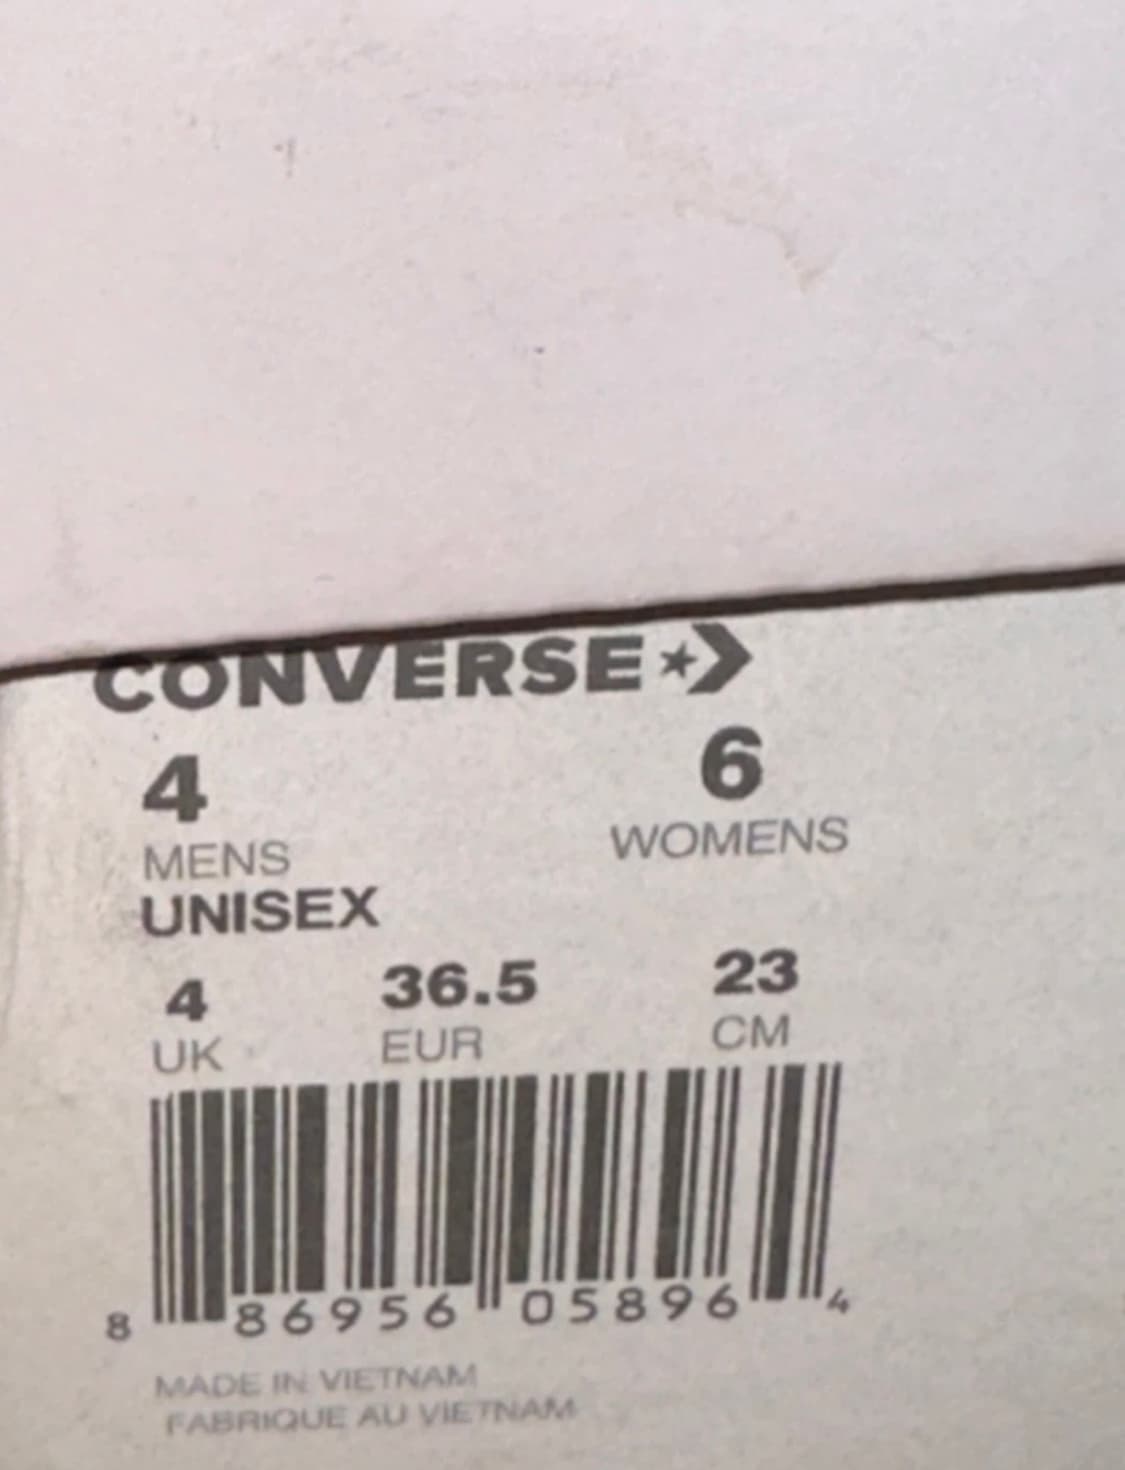 CONVERSE
4 6
MENS WOMENS
UNISEX
4 36.5 23
UK EUR CM
8 86956 05896 4
MADE IN VIETNAM
FABRIQUE AU VIETNAM